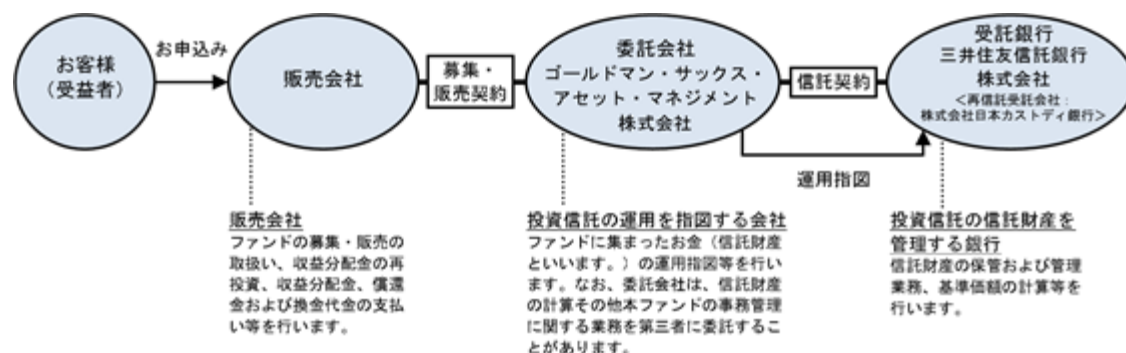 お客様
（受益者）
お申込み
販売会社
募集・
販売契約
委託会社
ゴールドマン・サックス・
アセット・マネジメント
株式会社
信託契約
受託銀行
三井住友信託銀行
株式会社
＜再信託受託会社：
株式会社日本カストディ銀行＞
運用指図
販売会社
ファンドの募集・販売の
取扱い、収益分配金の再
投資、収益分配金、償還
金および換金代金の支払
い等を行います。
投資信託の運用を指図する会社
ファンドに集まったお金（信託財産
といいます。）の運用指図等を行い
ます。なお、委託会社は、信託財産
の計算その他本ファンドの事務管理
に関する業務を第三者に委託するこ
とがあります。
投資信託の信託財産を
管理する銀行
信託財産の保管および管理
業務、基準価額の計算等を
行います。